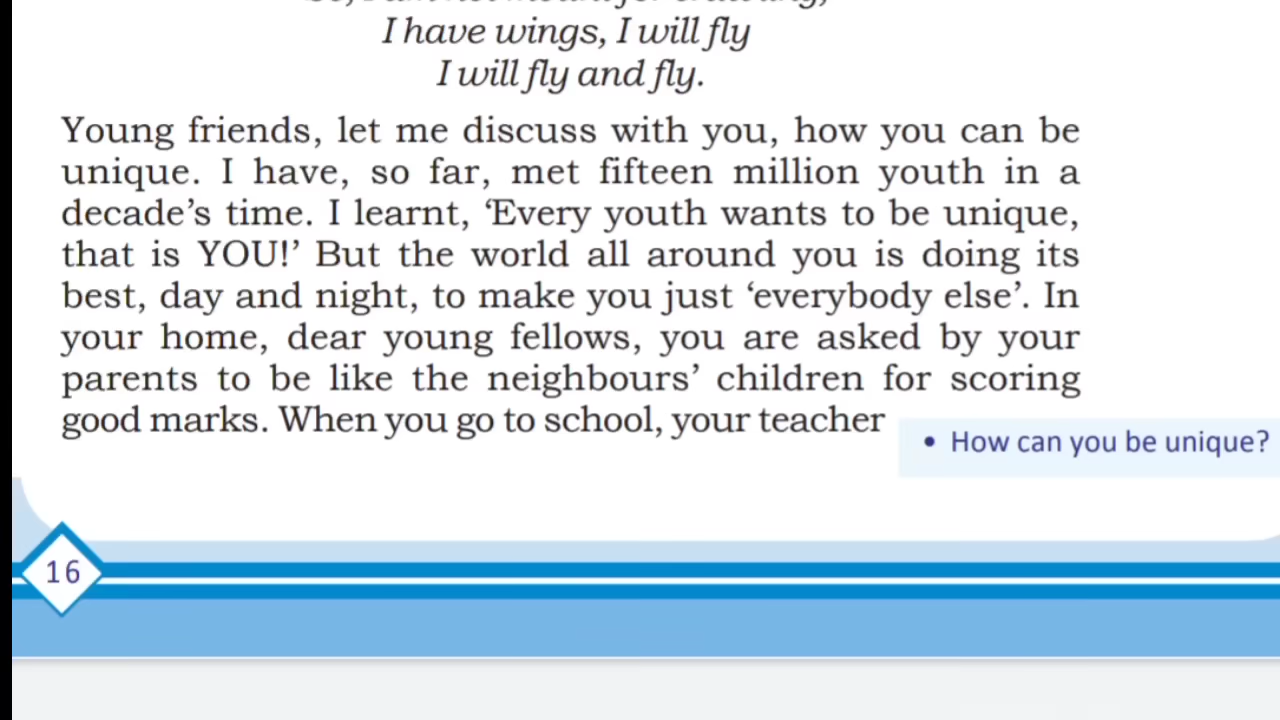 I have wings, I will fly
I will fly and fly.
Young friends, let me discuss with you, how you can be
unique. I have, so far, met fifteen million youth in a
decade's time. I learnt, ‘Every youth wants to be unique,
that is YOU!’ But the world all around you is doing its
best, day and night, to make you just ‘everybody else’. In
your home, dear young fellows, you are asked by your
parents to be like the neighbours’ children for scoring
good marks. When you go to school, your teacher
• How can you be unique?
16